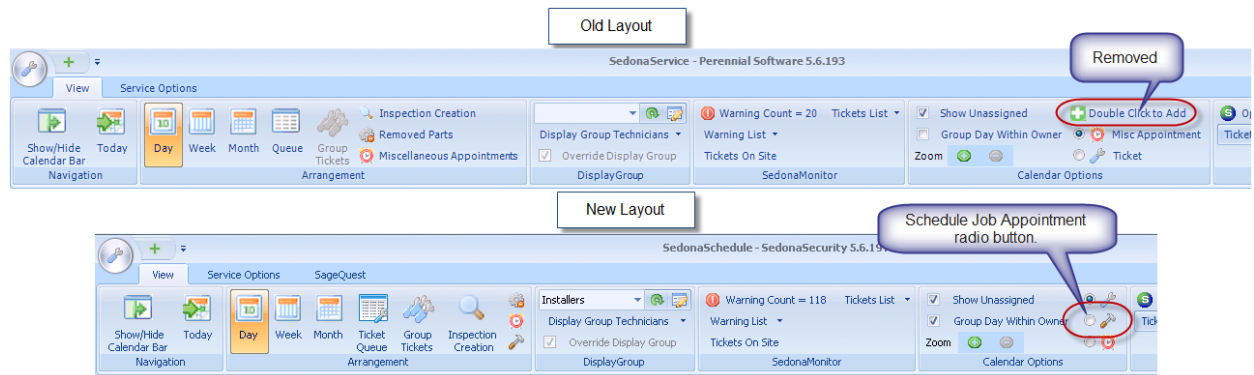 Old Layout
SedonaService - Perennial Software 5.6.193
Removed
View Service Options
Show/Hide
Calendar Bar
Today
Navigation
10
Day
Week
Month
Queue
Group
Tickets
Inspection Creation
Removed Parts
Miscellaneous Appointments
Arrangement
Display Group Technicians
Override Display Group
DisplayGroup
Warning Count = 20 Tickets List
Warning List
Tickets On Site
SedonaMonitor
Show Unassigned
Group Day Within Owner
Zoom
Double Click to Add
Misc Appointment
Ticket
Calendar Options
S Op
Ticket
New Layout
Schedule Job Appointment
radio button.
SedonaSchedule - SedonaSecurity 5.6.19
View Service Options SageQuest
Show/Hide
Calendar Bar
Today
Navigation
10
Day
Week
Month
Ticket
Queue
Group
Tickets
Inspection
Creation
Arrangement
Installers
Display Group Technicians
Override Display Group
DisplayGroup
Warning Count = 118 Tickets List
Warning List
Tickets On Site
SedonaMonitor
Show Unassigned
Group Day Within Owner
Zoom
Calendar Options
S
Tick